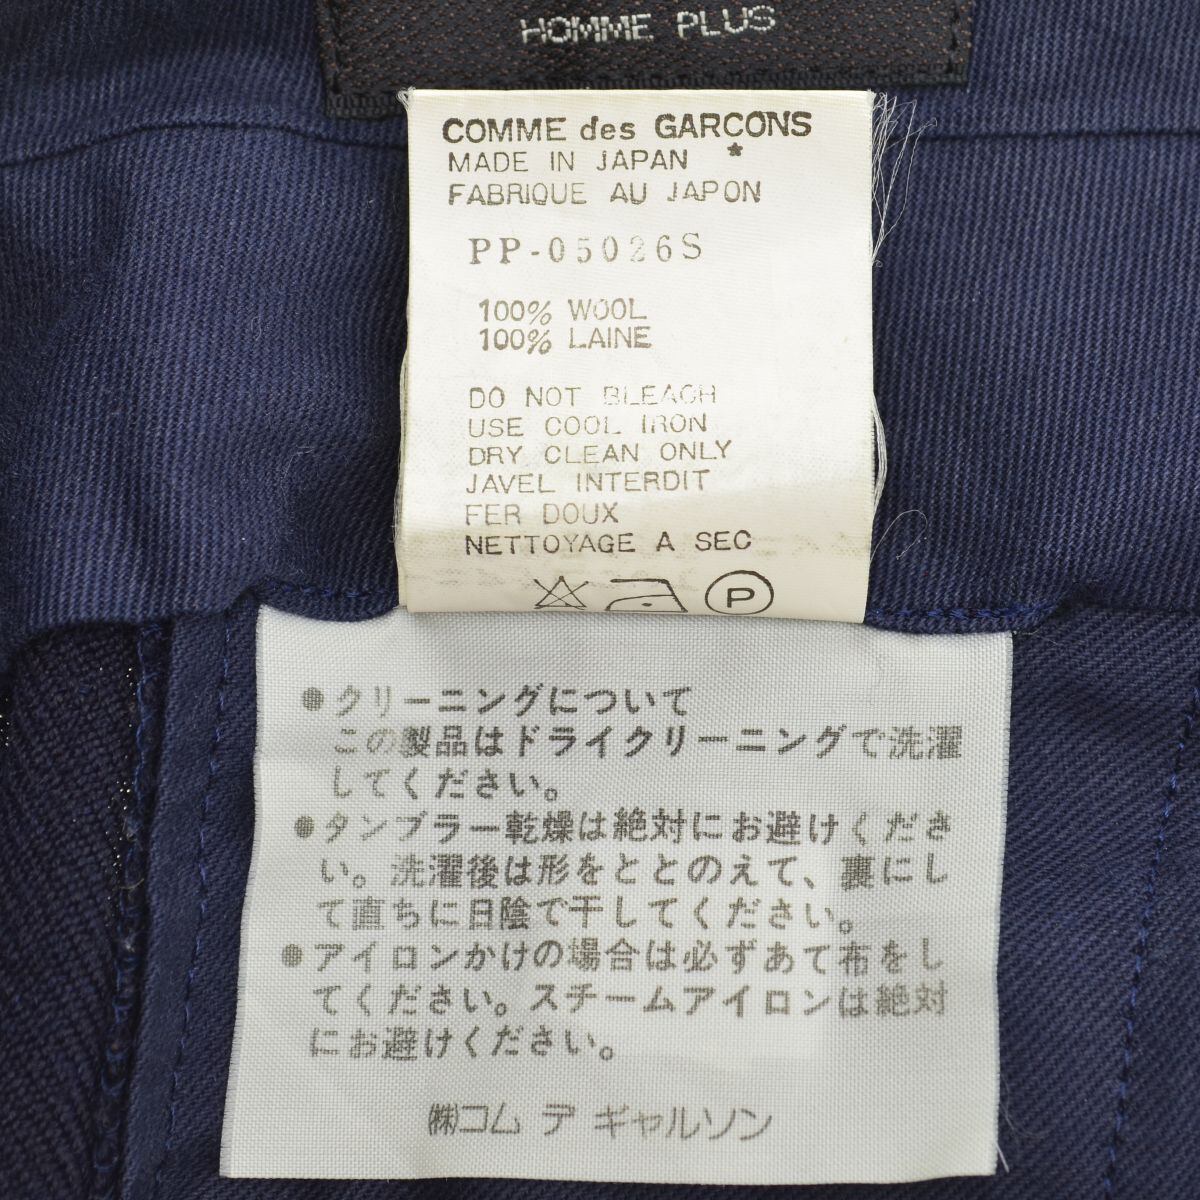 HOMME PLUS
COMME des GARCONS
MADE IN JAPAN *
FABRIQUE AU JAPON
PP-05026S
100% WOOL
100% LAINE
DO NOT BLEACH
USE COOL IRON
DRY CLEAN ONLY
JAVEL INTERDIT
FER DOUX
NETTOYAGE A SEC
P
●クリーニングについて
この製品はドライクリーニングで洗濯
してください。
●タンブラー乾燥は絶対にお避けくださ
い。洗濯後は形をととのえて、裏にし
て直ちに日陰で干してください。
●アイロンかけの場合は必ずあて布をし
てください。スチームアイロンは絶対
にお避けください。
㈱コム デ ギャルソン